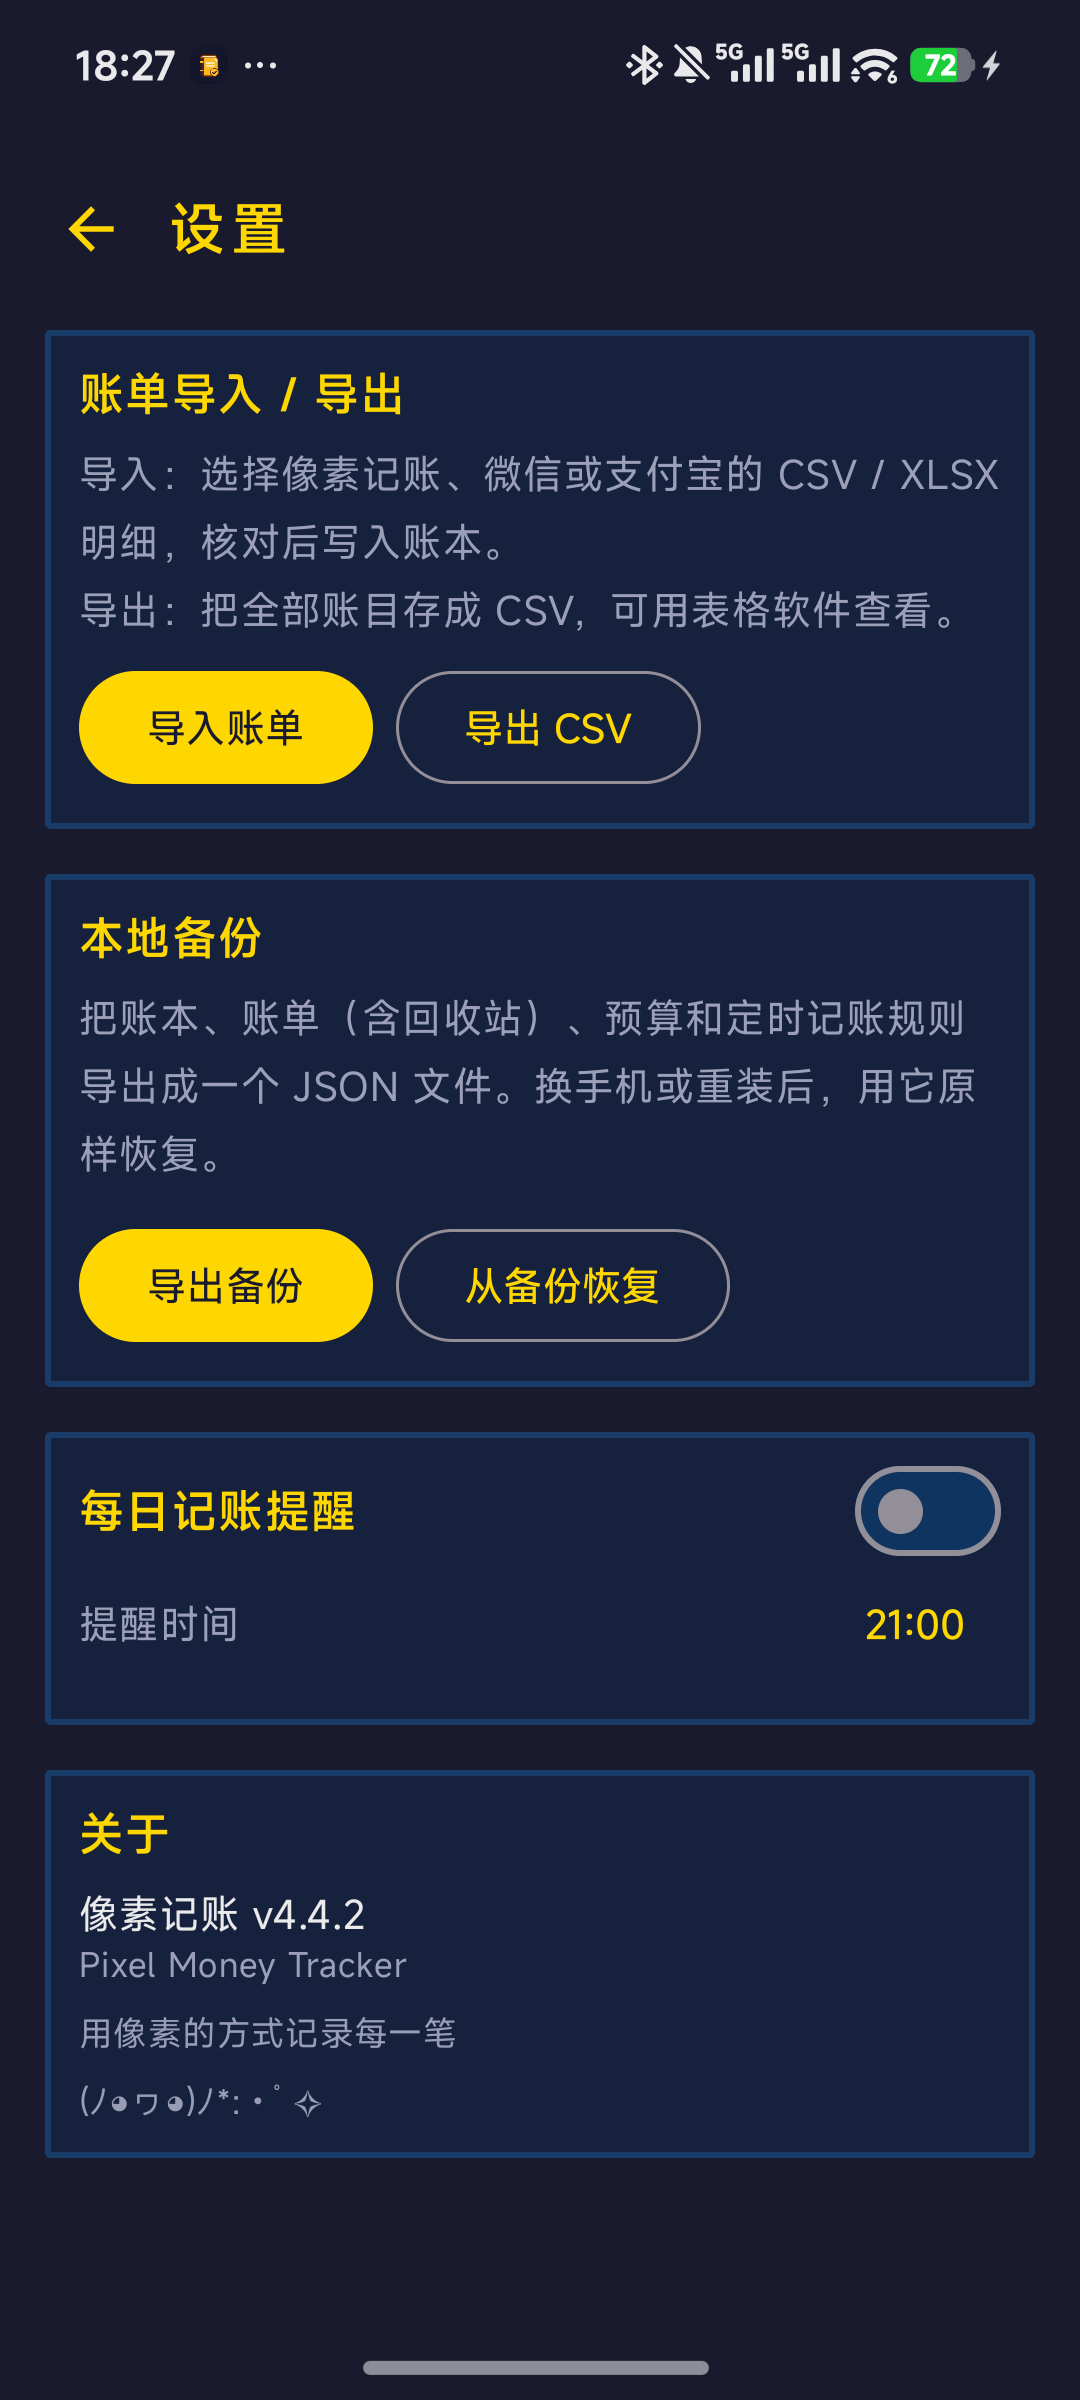 18:27
5G 5G 6 72
设置
账单导入 / 导出
导入：选择像素记账、微信或支付宝的 CSV / XLSX
明细，核对后写入账本。
导出：把全部账目存成 CSV，可用表格软件查看。
导入账单 导出 CSV
本地备份
把账本、账单（含回收站）、预算和定时记账规则
导出成一个 JSON 文件。换手机或重装后，用它原
样恢复。
导出备份 从备份恢复
每日记账提醒
提醒时间 21:00
关于
像素记账 v4.4.2
Pixel Money Tracker
用像素的方式记录每一笔
(ﾉ◕ヮ◕)ﾉ*:・ﾟ✧